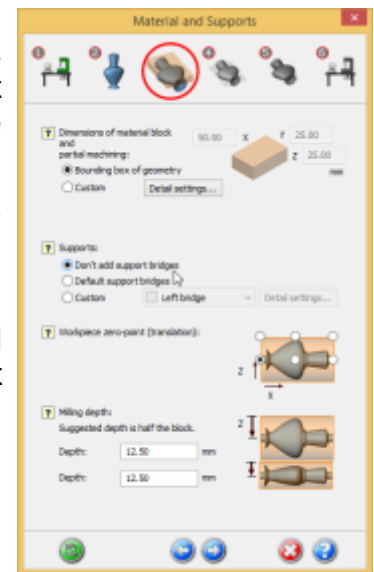 Material and Supports
Dimensions of material block
and
partial machining:
50.00 x Y 25.00
Z 25.00
mm
Bounding box of geometry
Custom Detail settings...
Supports:
Don't add support bridges
Default support bridges
Custom Left bridge Detail settings...
Workpiece zero-point (translation):
Z
X
Milling depth:
Suggested depth is half the block.
Z
Depth: 12.50 mm
Depth: 12.50 mm